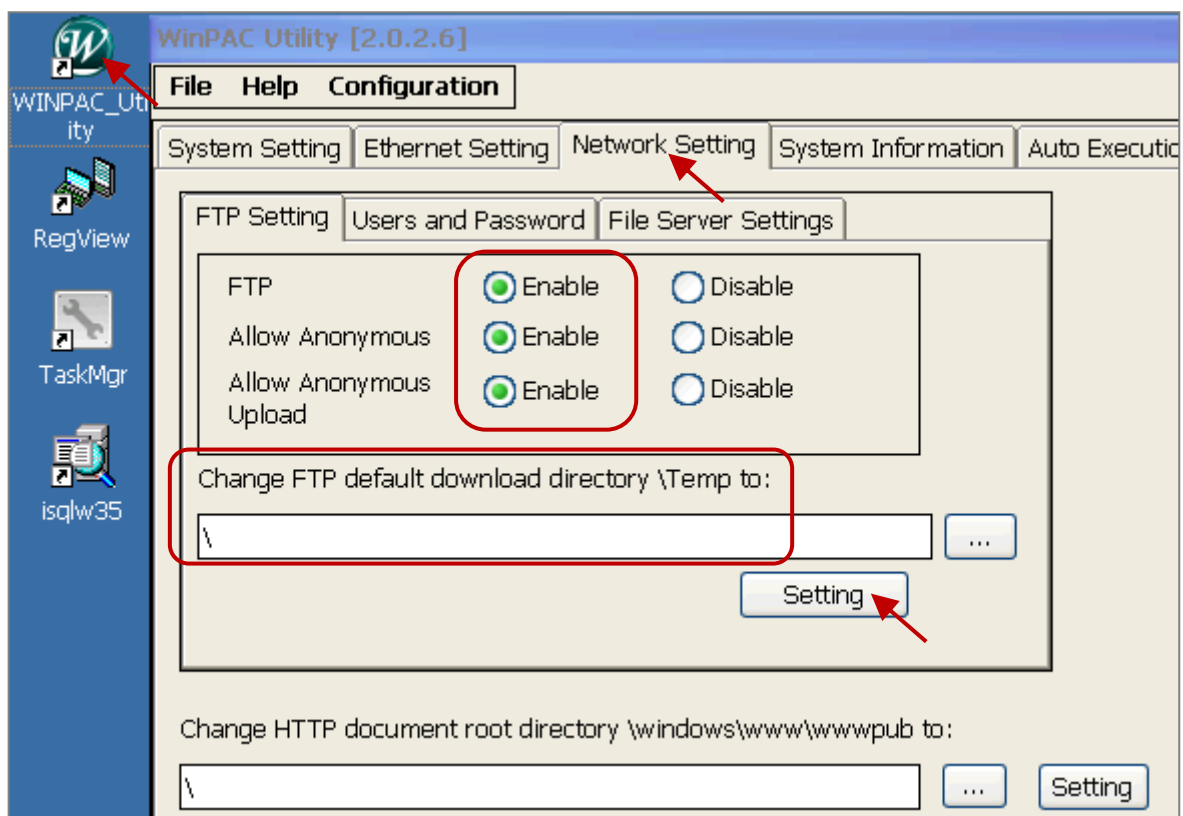 WinPAC Utility [2.0.2.6]
File Help Configuration
WINPAC_Uti
ity
System Setting Ethernet Setting Network Setting System Information Auto Executio
FTP Setting Users and Password File Server Settings
RegView
FTP Enable Disable
Allow Anonymous Enable Disable
Allow Anonymous
Upload
Enable Disable
TaskMgr
Change FTP default download directory \Temp to:
isqlw35
\ ...
Setting
Change HTTP document root directory \windows\www\wwwpub to:
\ ... Setting